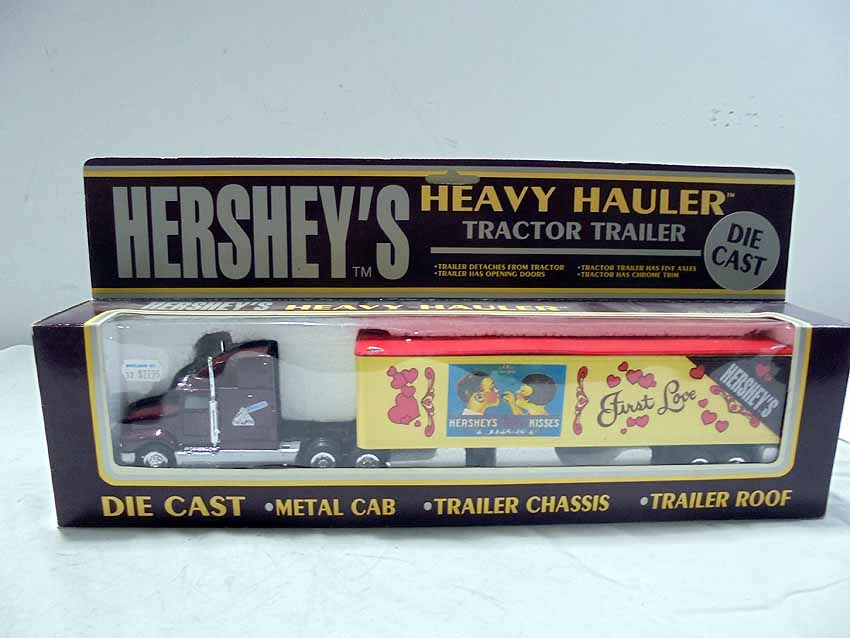 HERSHEY'S TM
HEAVY HAULER™
TRACTOR TRAILER
DIE CAST
•TRAILER DETACHES FROM TRACTOR
•TRAILER HAS OPENING DOORS
•TRACTOR TRAILER HAS FIVE AXLES
•TRACTOR HAS CHROME TRIM
HERSHEY'S HEAVY HAULER
HERSHEYS KISSES
First Love
HERSHEY'S
DIE CAST •METAL CAB •TRAILER CHASSIS •TRAILER ROOF